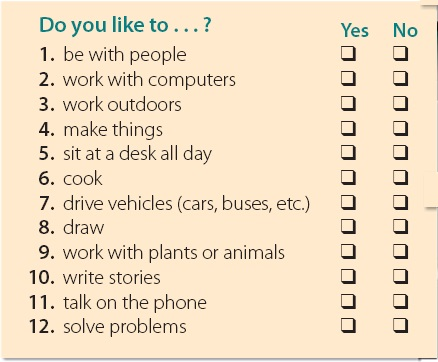 Do you like to . . . ? Yes No
1. be with people ❑ ❑
2. work with computers ❑ ❑
3. work outdoors ❑ ❑
4. make things ❑ ❑
5. sit at a desk all day ❑ ❑
6. cook ❑ ❑
7. drive vehicles (cars, buses, etc.) ❑ ❑
8. draw ❑ ❑
9. work with plants or animals ❑ ❑
10. write stories ❑ ❑
11. talk on the phone ❑ ❑
12. solve problems ❑ ❑